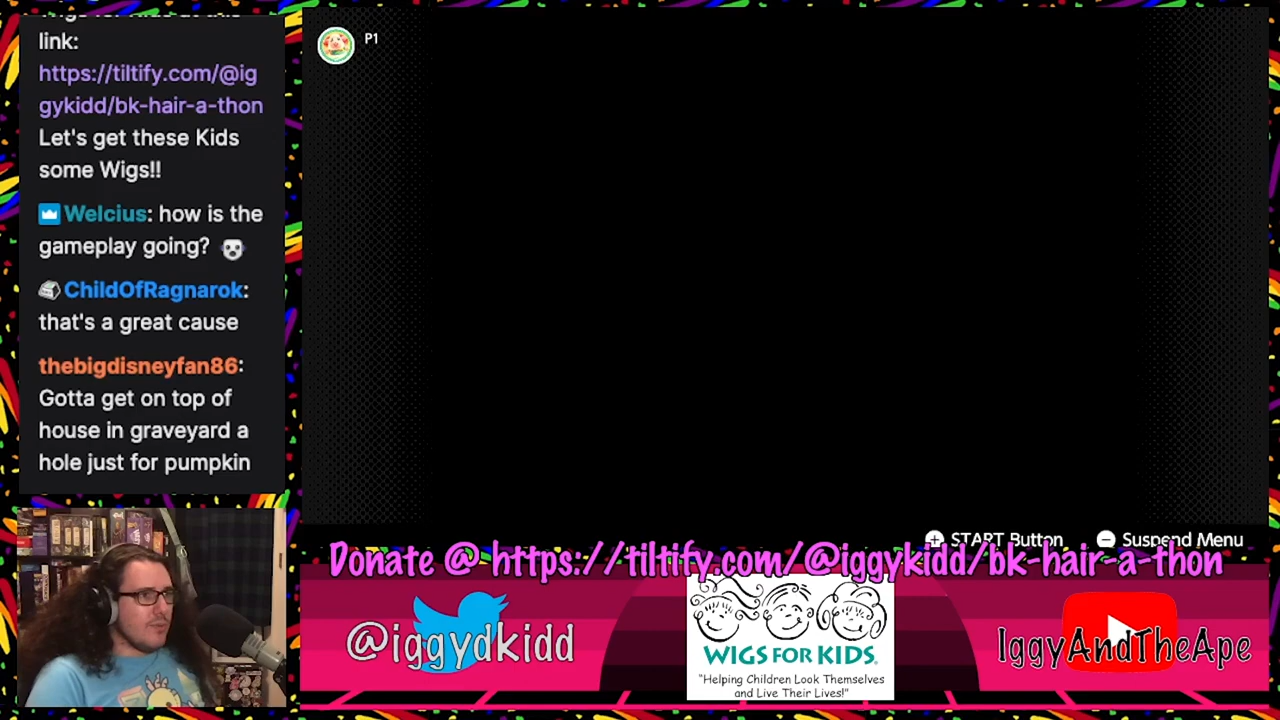 link:
https://tiltify.com/@ig
gykidd/bk-hair-a-thon
Let's get these Kids
some Wigs!!
Welcius: how is the
gameplay going?
ChildOfRagnarok:
that's a great cause
thebigdisneyfan86:
Gotta get on top of
house in graveyard a
hole just for pumpkin
P1
START Button
Suspend Menu
Donate @ https://tiltify.com/@iggykidd/bk-hair-a-thon
@iggydkidd
WIGS FOR KIDS.
"Helping Children Look Themselves
and Live Their Lives!"
IggyAndTheApe